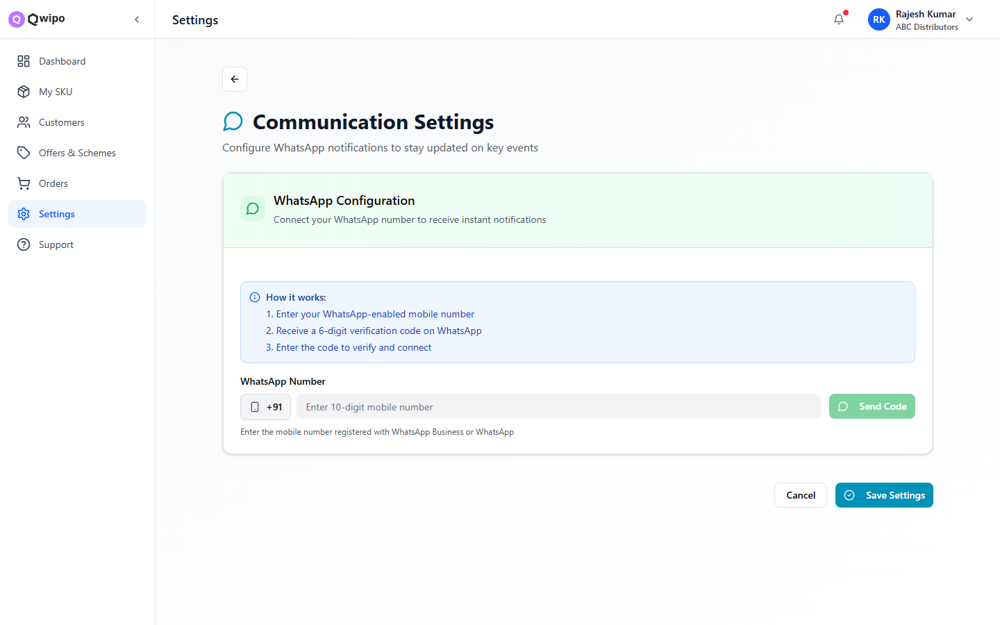 Qwipo
Settings
RK
Rajesh Kumar
ABC Distributors
Dashboard
My SKU
Customers
Offers & Schemes
Orders
Settings
Support
Communication Settings
Configure WhatsApp notifications to stay updated on key events
WhatsApp Configuration
Connect your WhatsApp number to receive instant notifications
How it works:
1. Enter your WhatsApp-enabled mobile number
2. Receive a 6-digit verification code on WhatsApp
3. Enter the code to verify and connect
WhatsApp Number
+91
Enter 10-digit mobile number
Send Code
Enter the mobile number registered with WhatsApp Business or WhatsApp
Cancel
Save Settings